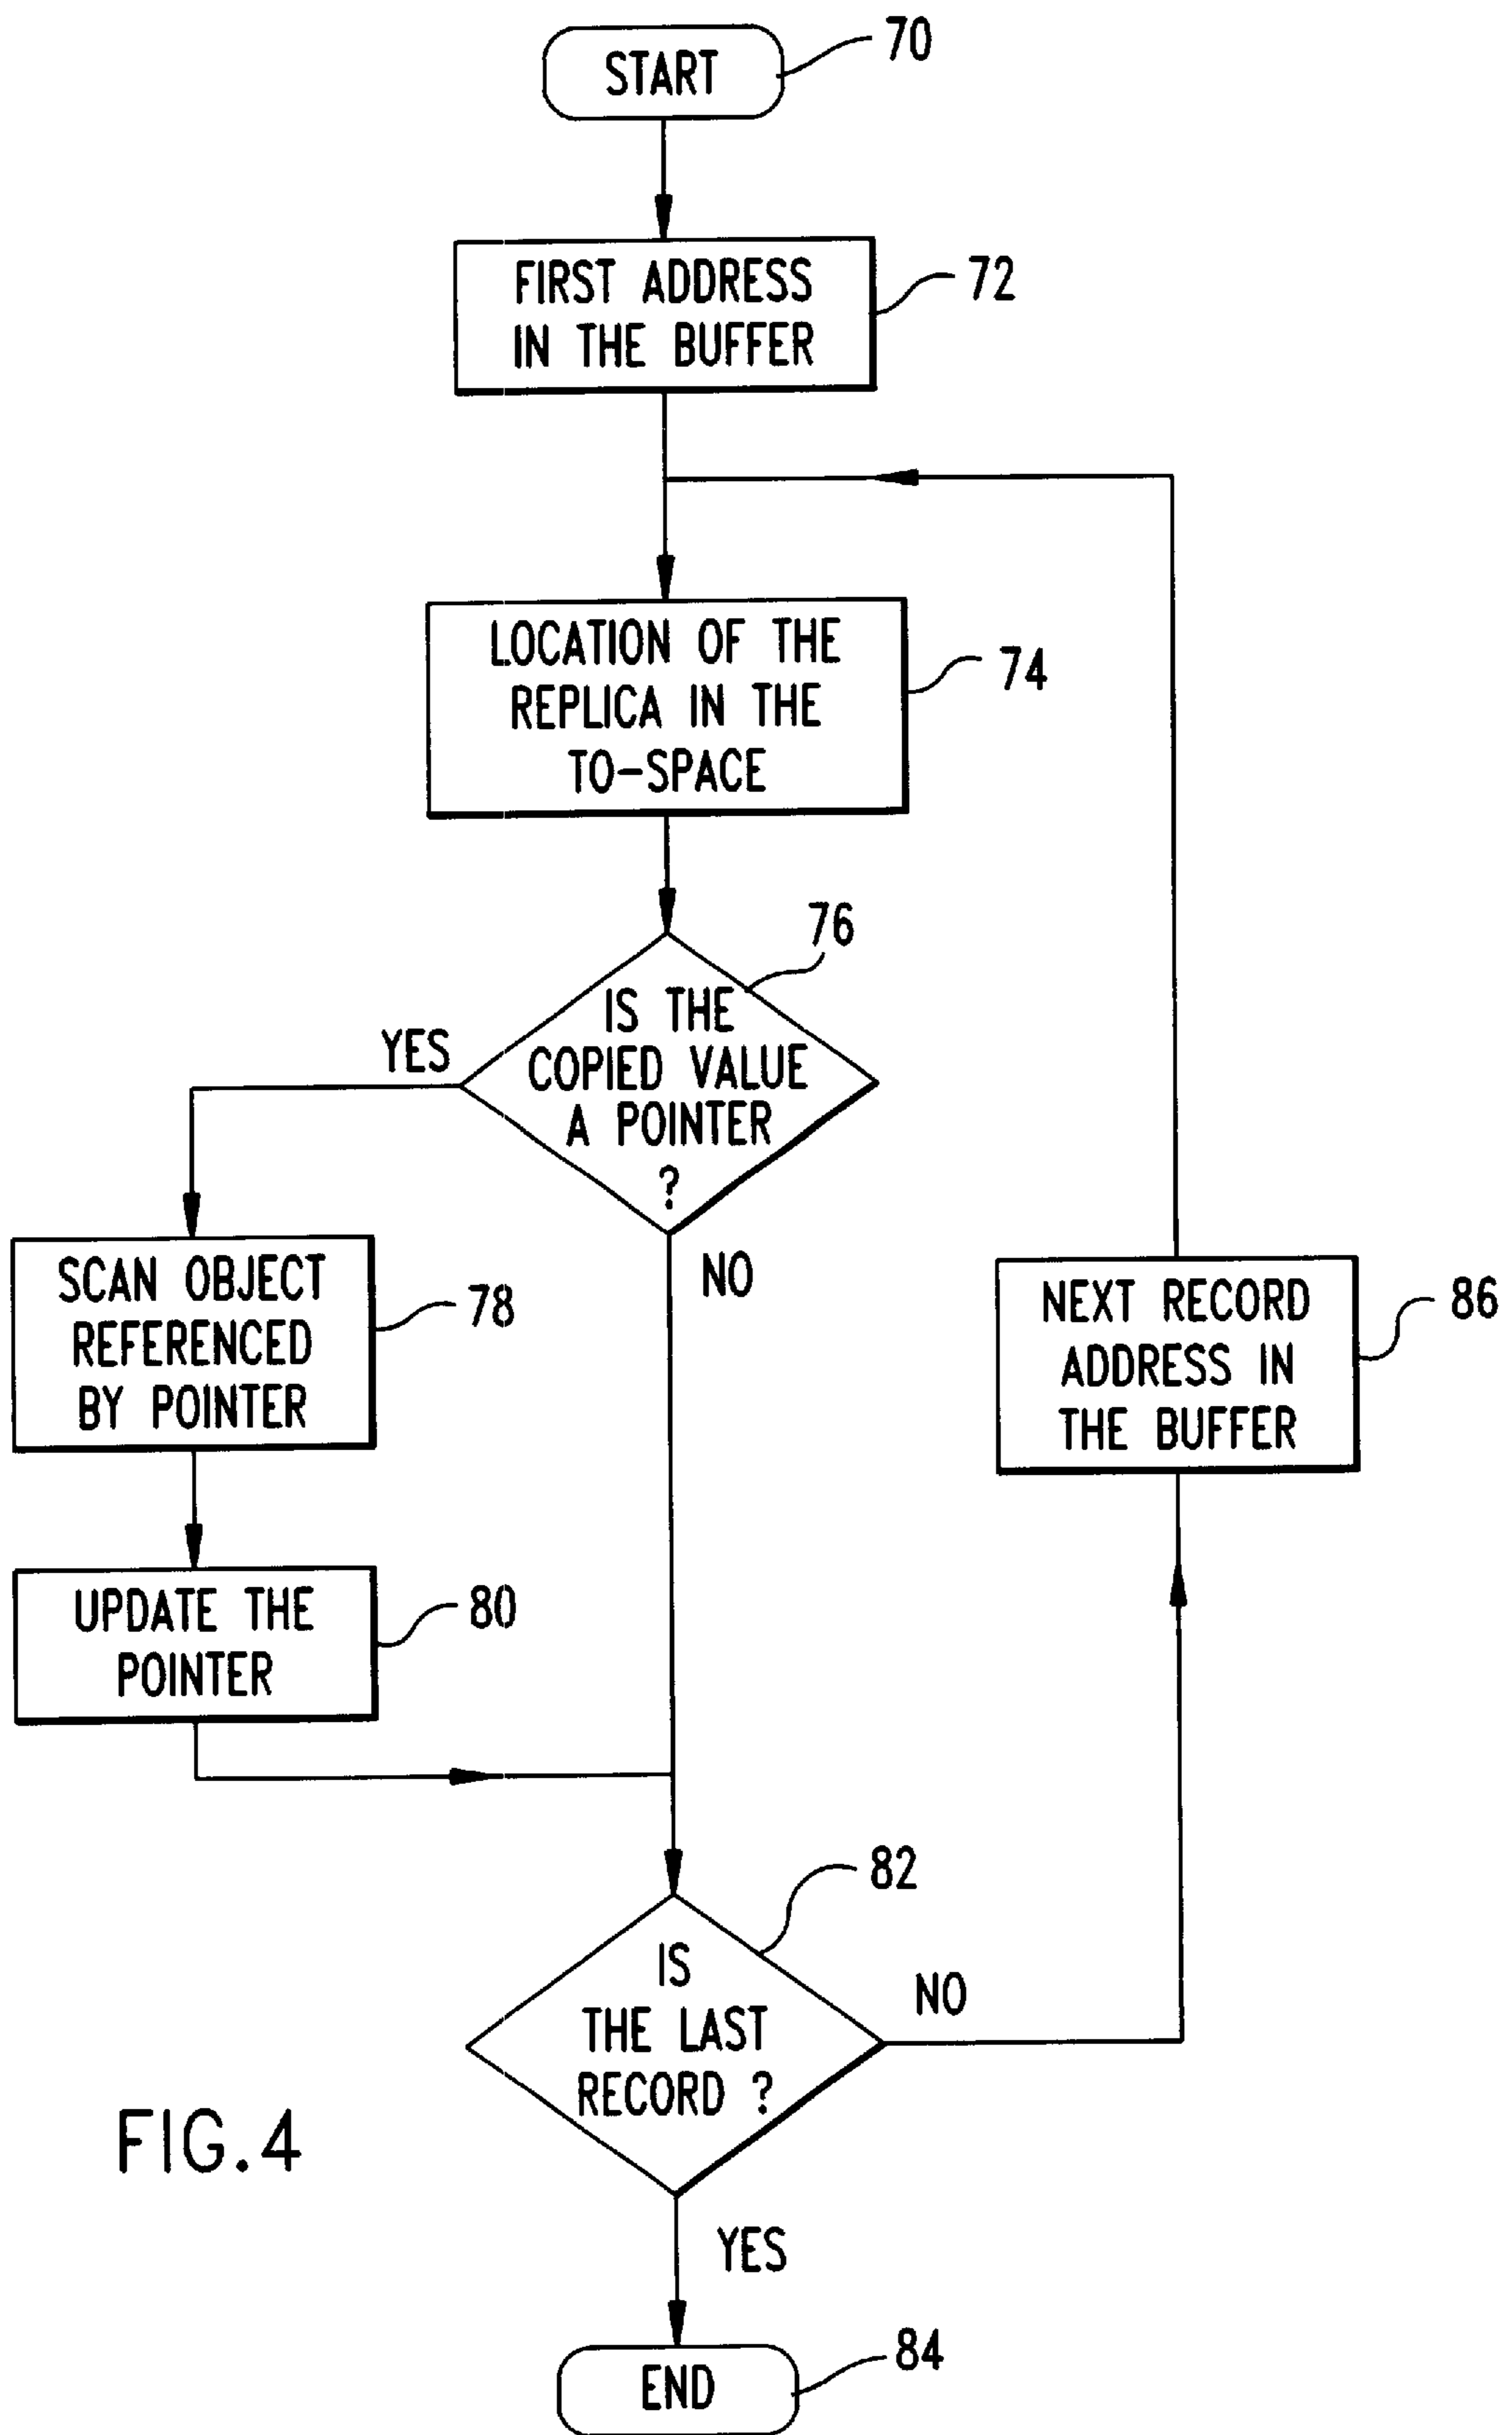 START
70
FIRST ADDRESS
IN THE BUFFER
72
LOCATION OF THE
REPLICA IN THE
TO-SPACE
74
76
IS THE
COPIED VALUE
A POINTER
?
YES
NO
SCAN OBJECT
REFERENCED
BY POINTER
78
NEXT RECORD
ADDRESS IN
THE BUFFER
86
UPDATE THE
POINTER
80
82
IS
THE LAST
RECORD ?
NO
FIG.4
YES
END
84